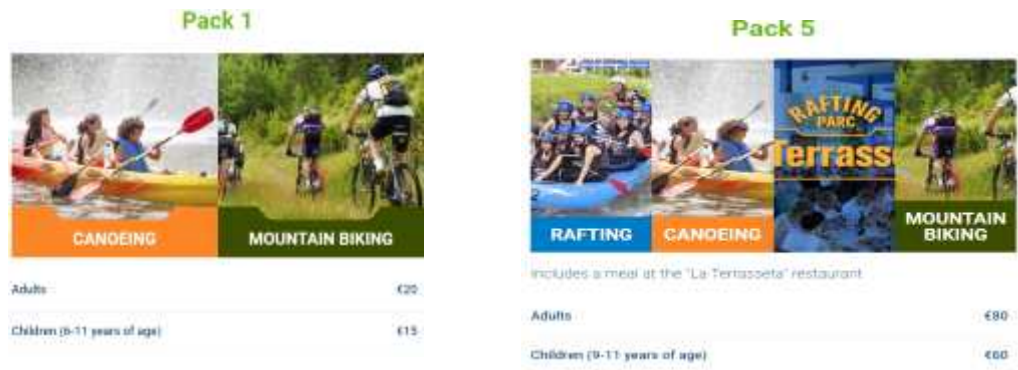 Pack 1
CANOEING
MOUNTAIN BIKING
Adults €20
Children (6-11 years of age) €15
Pack 5
RAFTING
CANOEING
RAFTING
PARC
Terrass
MOUNTAIN
BIKING
Includes a meal at the "La Terrasseta" restaurant
Adults €80
Children (9-11 years of age) €60